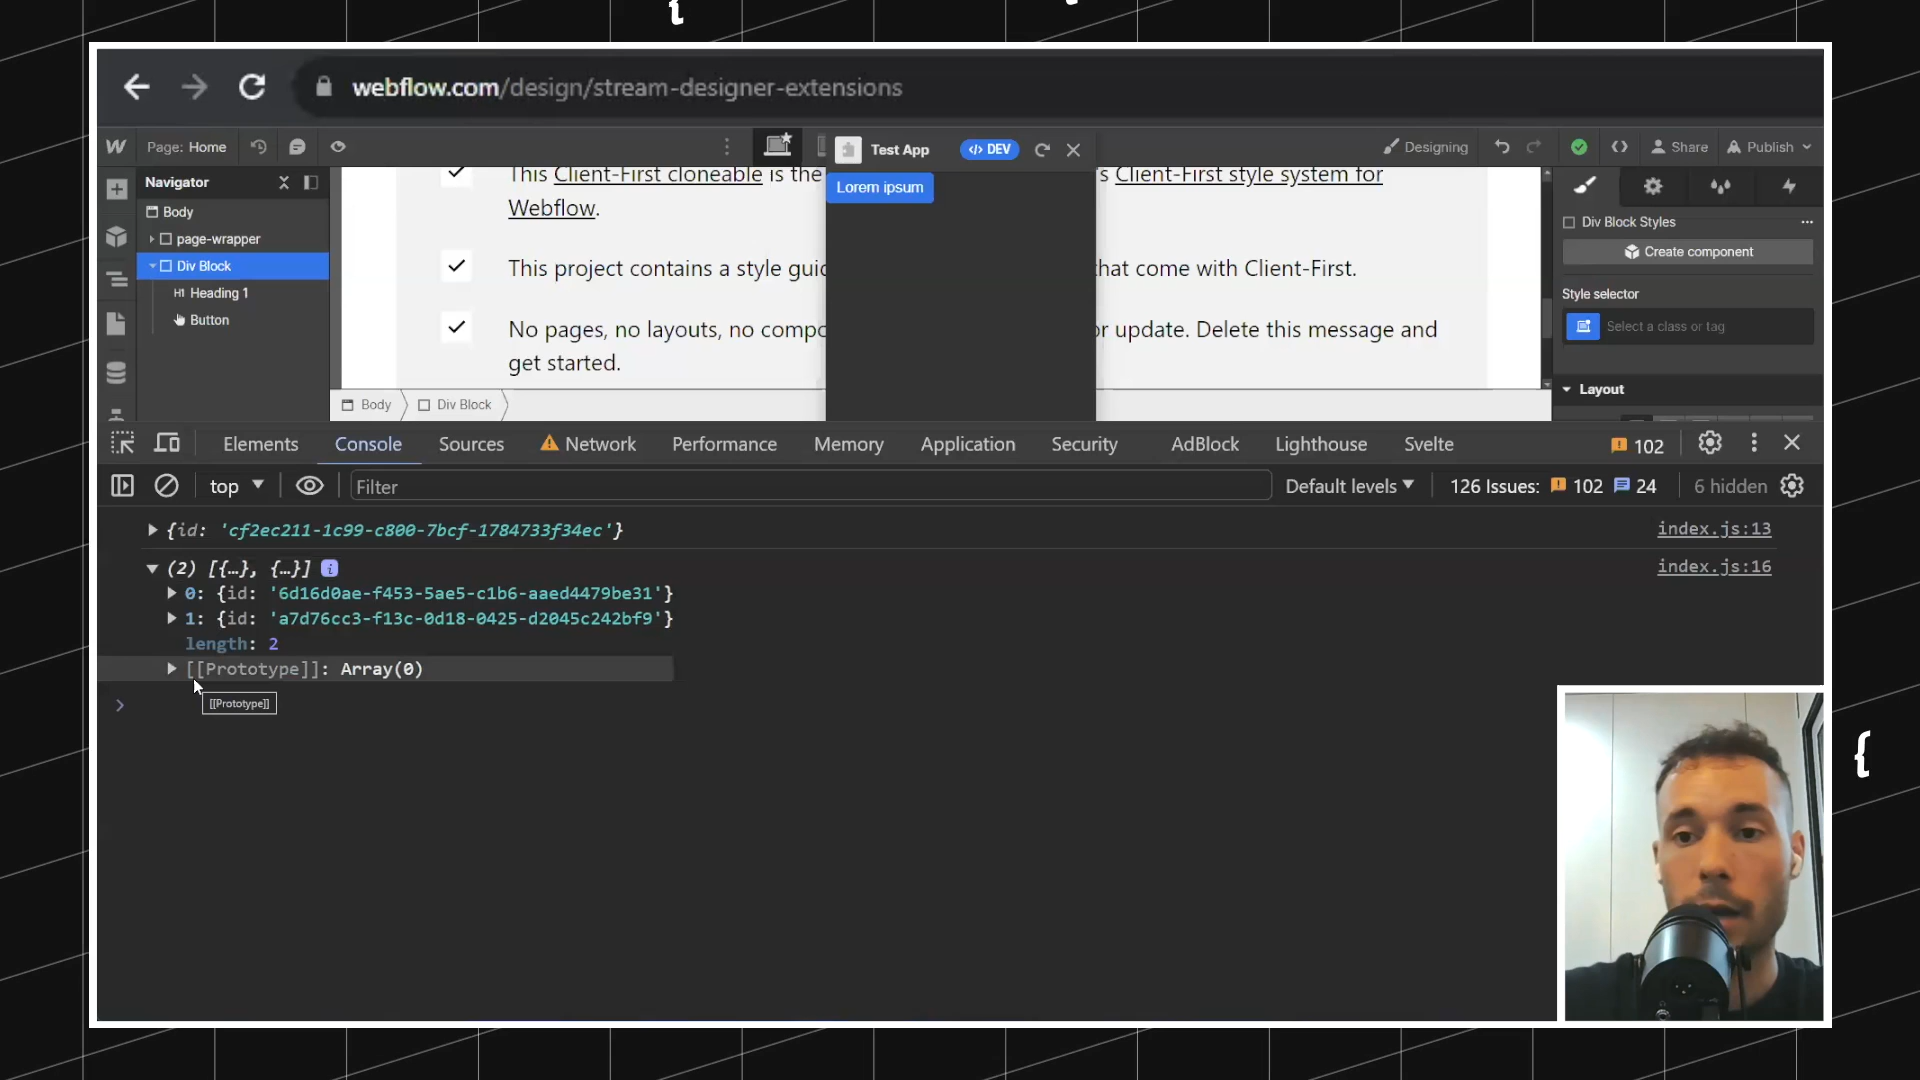 {
webflow.com/design/stream-designer-extensions
Page: Home
Test App
</> DEV
Designing
Share
Publish
Navigator
Body
page-wrapper
Div Block
H1 Heading 1
Button
This Client-First cloneable is the
's Client-First style system for
Webflow.
This project contains a style guid
that come with Client-First.
No pages, no layouts, no compo
or update. Delete this message and
get started.
Lorem ipsum
Body
Div Block
Div Block Styles
Create component
Style selector
Select a class or tag
Layout
Elements
Console
Sources
Network
Performance
Memory
Application
Security
AdBlock
Lighthouse
Svelte
102
top
Filter
Default levels
126 Issues: 102 24
6 hidden
{id: 'cf2ec211-1c99-c800-7bcf-1784733f34ec'}
index.js:13
(2) [{…}, {…}] i
index.js:16
0: {id: '6d16d0ae-f453-5ae5-c1b6-aaed4479be31'}
1: {id: 'a7d76cc3-f13c-0d18-0425-d2045c242bf9'}
length: 2
[[Prototype]]: Array(0)
[[Prototype]]
{